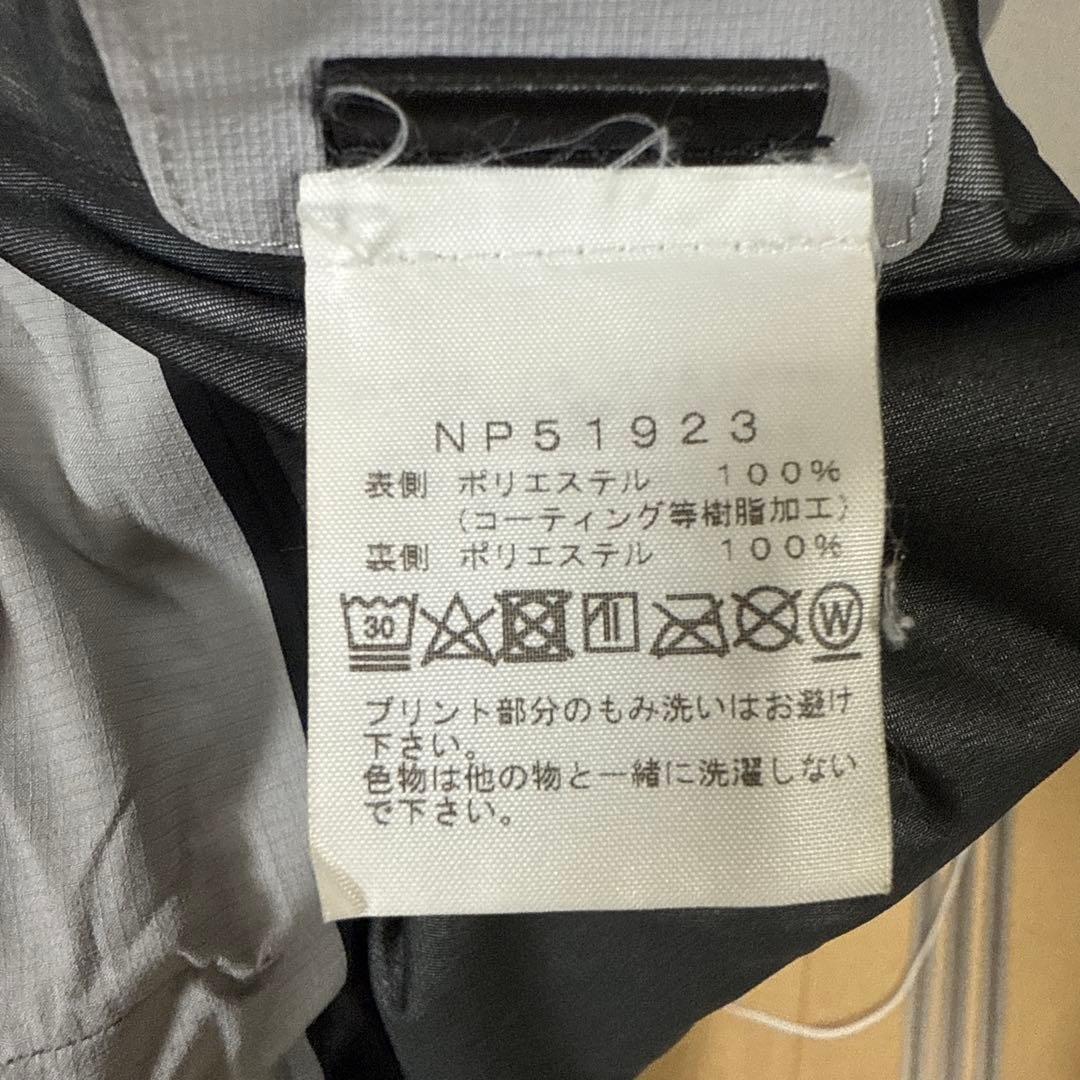 NP51923
表側 ポリエステル 100%
(コーティング等樹脂加工)
裏側 ポリエステル 100%
30 W
プリント部分のもみ洗いはお避け
下さい。
色物は他の物と一緒に洗濯しない
で下さい。